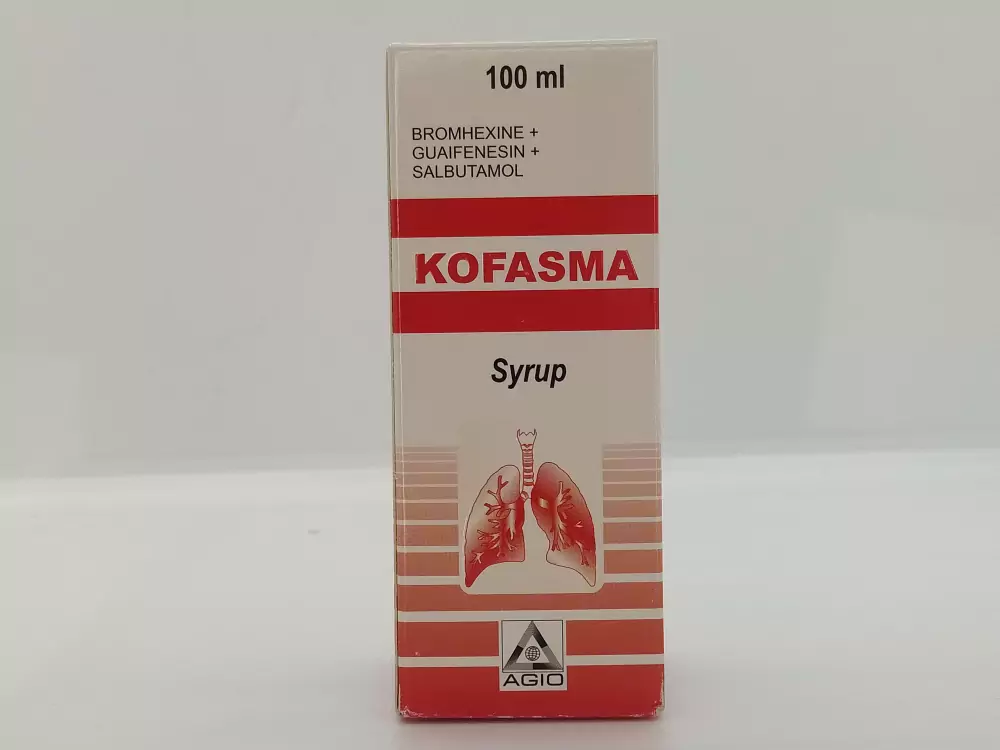 100 ml
BROMHEXINE +
GUAIFENESIN +
SALBUTAMOL
KOFASMA
Syrup
AGIO